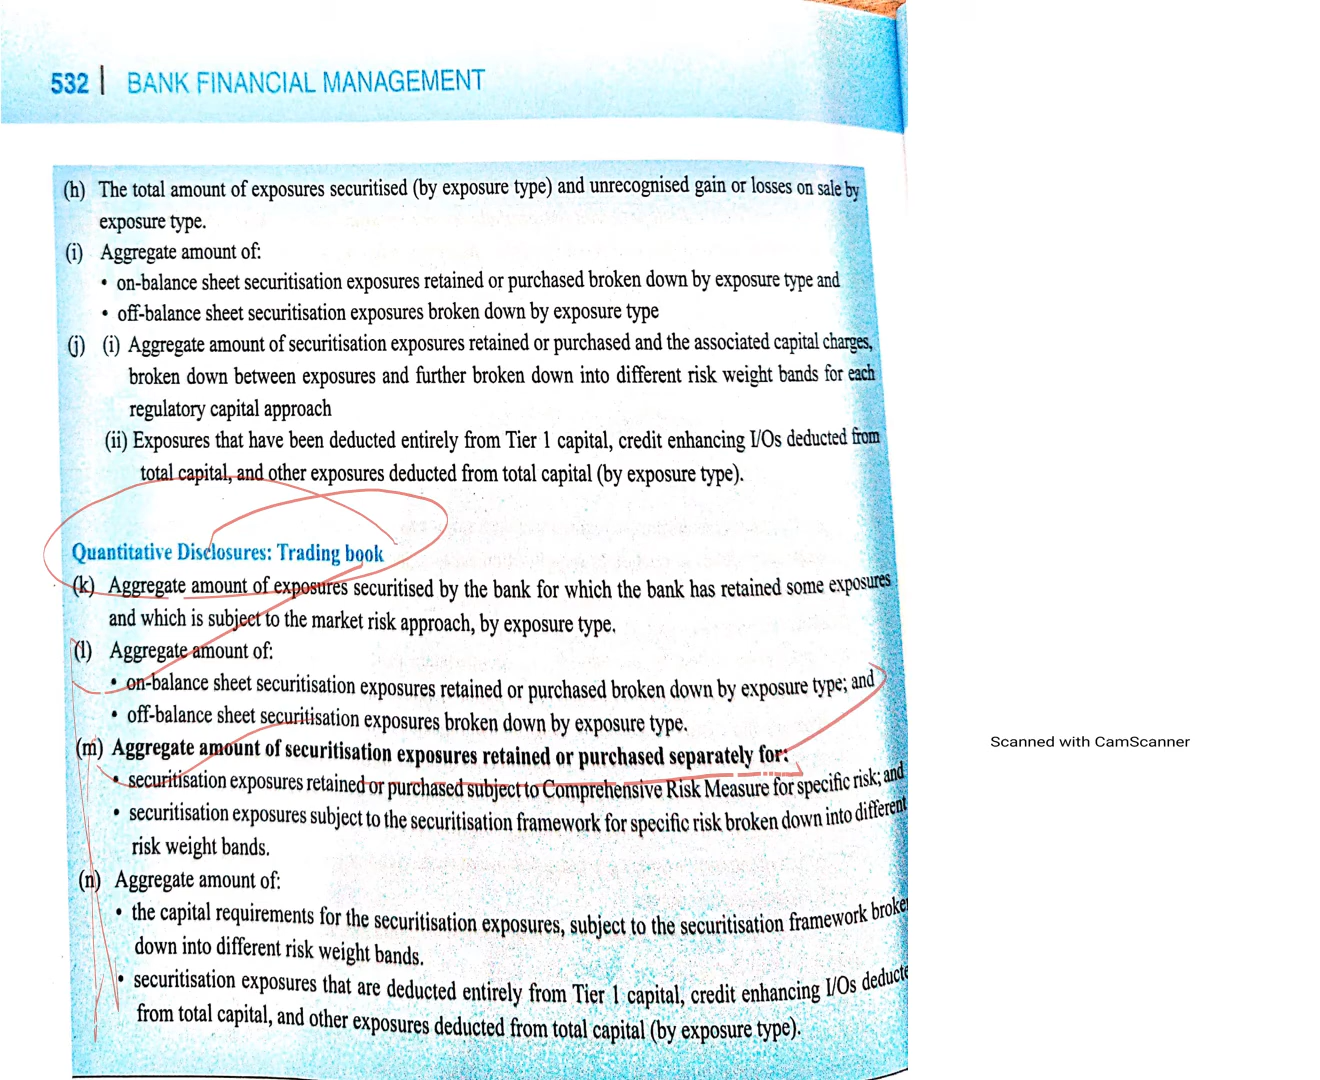 532 | BANK FINANCIAL MANAGEMENT
(h) The total amount of exposures securitised (by exposure type) and unrecognised gain or losses on sale by
exposure type.
(i) Aggregate amount of:
• on-balance sheet securitisation exposures retained or purchased broken down by exposure type and
• off-balance sheet securitisation exposures broken down by exposure type
(j) (i) Aggregate amount of securitisation exposures retained or purchased and the associated capital charges,
broken down between exposures and further broken down into different risk weight bands for each
regulatory capital approach
(ii) Exposures that have been deducted entirely from Tier 1 capital, credit enhancing I/Os deducted from
total capital, and other exposures deducted from total capital (by exposure type).
Quantitative Disclosures: Trading book
(k) Aggregate amount of exposures securitised by the bank for which the bank has retained some exposures
and which is subject to the market risk approach, by exposure type.
(l) Aggregate amount of:
• on-balance sheet securitisation exposures retained or purchased broken down by exposure type; and
• off-balance sheet securitisation exposures broken down by exposure type.
(m) Aggregate amount of securitisation exposures retained or purchased separately for:
• securitisation exposures retained or purchased subject to Comprehensive Risk Measure for specific risk; and
• securitisation exposures subject to the securitisation framework for specific risk broken down into different
risk weight bands.
(n) Aggregate amount of:
• the capital requirements for the securitisation exposures, subject to the securitisation framework broken
down into different risk weight bands.
• securitisation exposures that are deducted entirely from Tier 1 capital, credit enhancing I/Os deducte
from total capital, and other exposures deducted from total capital (by exposure type).
Scanned with CamScanner